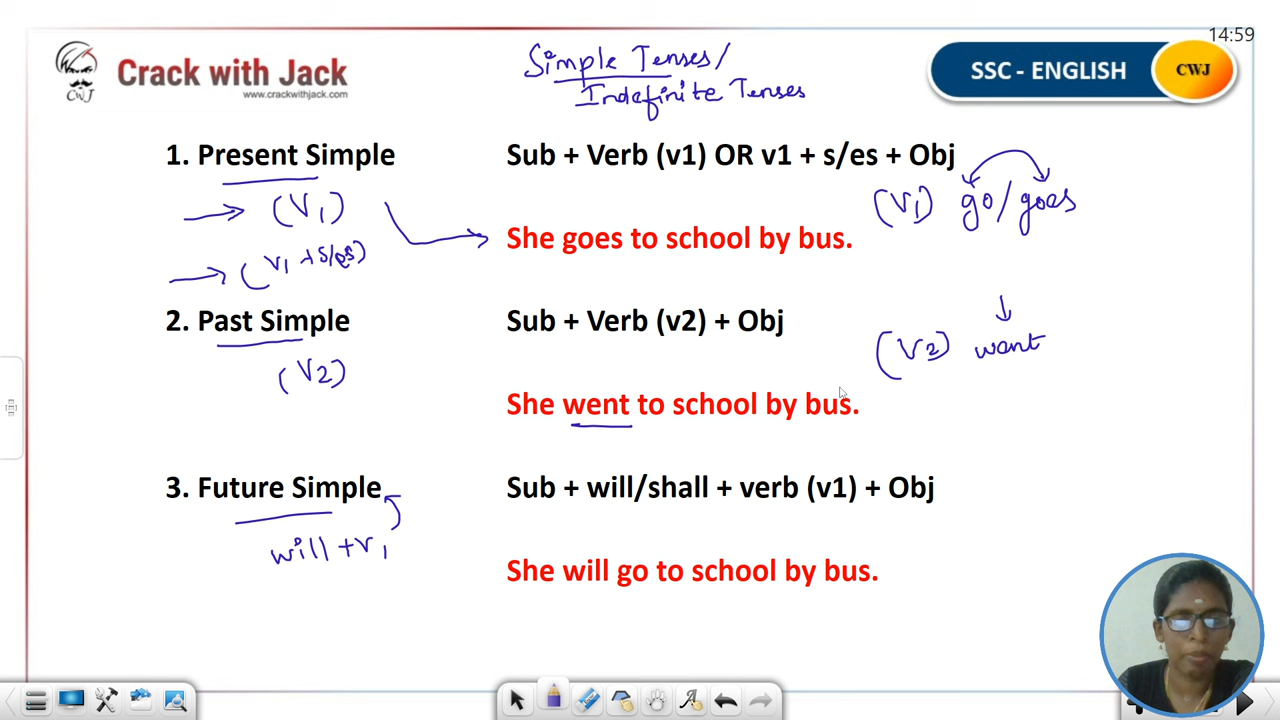 14:59
Crack with Jack
www.crackwithjack.com
CWJ
Simple Tenses/
Indefinite Tenses
SSC - ENGLISH
CWJ
1. Present Simple
Sub + Verb (v1) OR v1 + s/es + Obj
(V1)
(V1) go/goes
She goes to school by bus.
(V1 + s/es)
2. Past Simple
Sub + Verb (v2) + Obj
(V2) want
(V2)
She went to school by bus.
3. Future Simple
Sub + will/shall + verb (v1) + Obj
will + V1
She will go to school by bus.